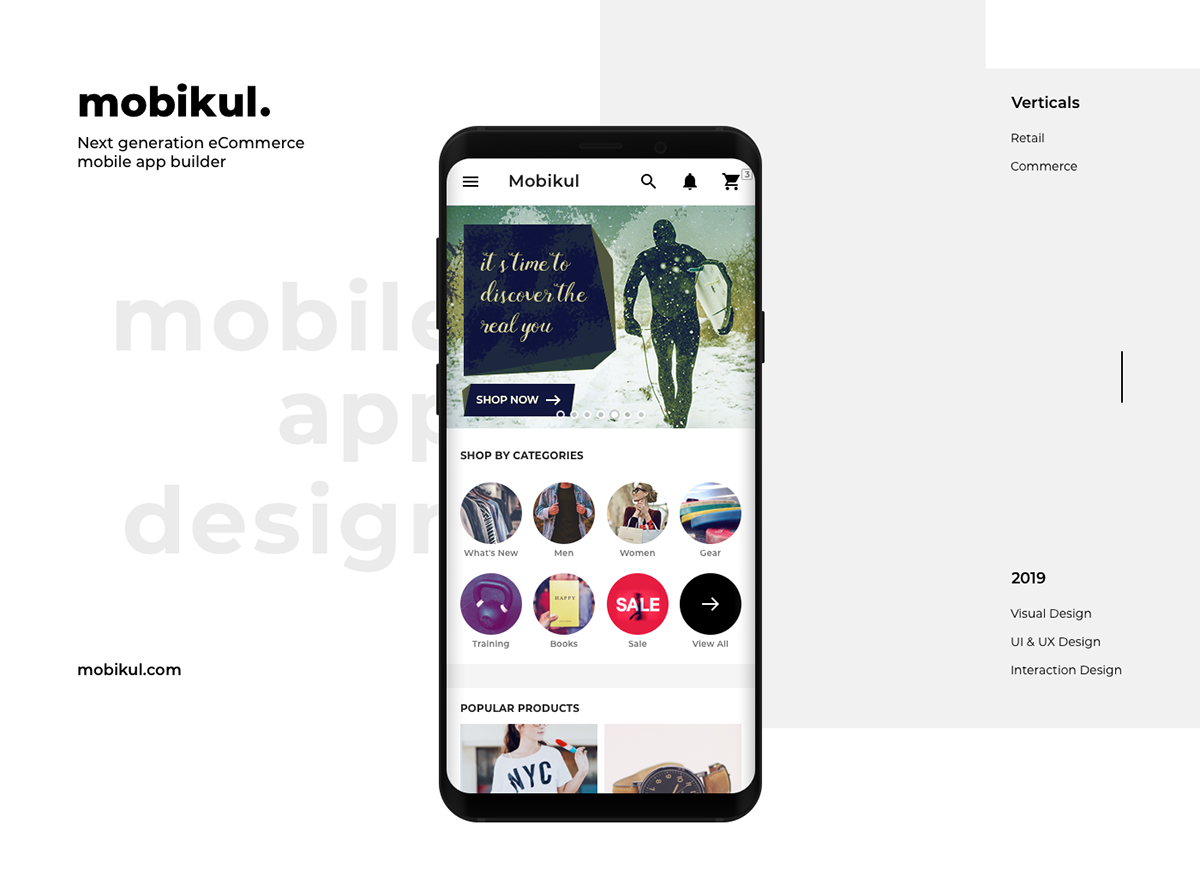 mobikul.
Next generation eCommerce
mobile app builder
mobile
app
design
mobikul.com
Mobikul
3
it's time to
discover the
real you
SHOP NOW
SHOP BY CATEGORIES
What's New
Men
Women
Gear
HAPPY
SALE
Training
Books
Sale
View All
POPULAR PRODUCTS
NYC
Verticals
Retail
Commerce
2019
Visual Design
UI & UX Design
Interaction Design